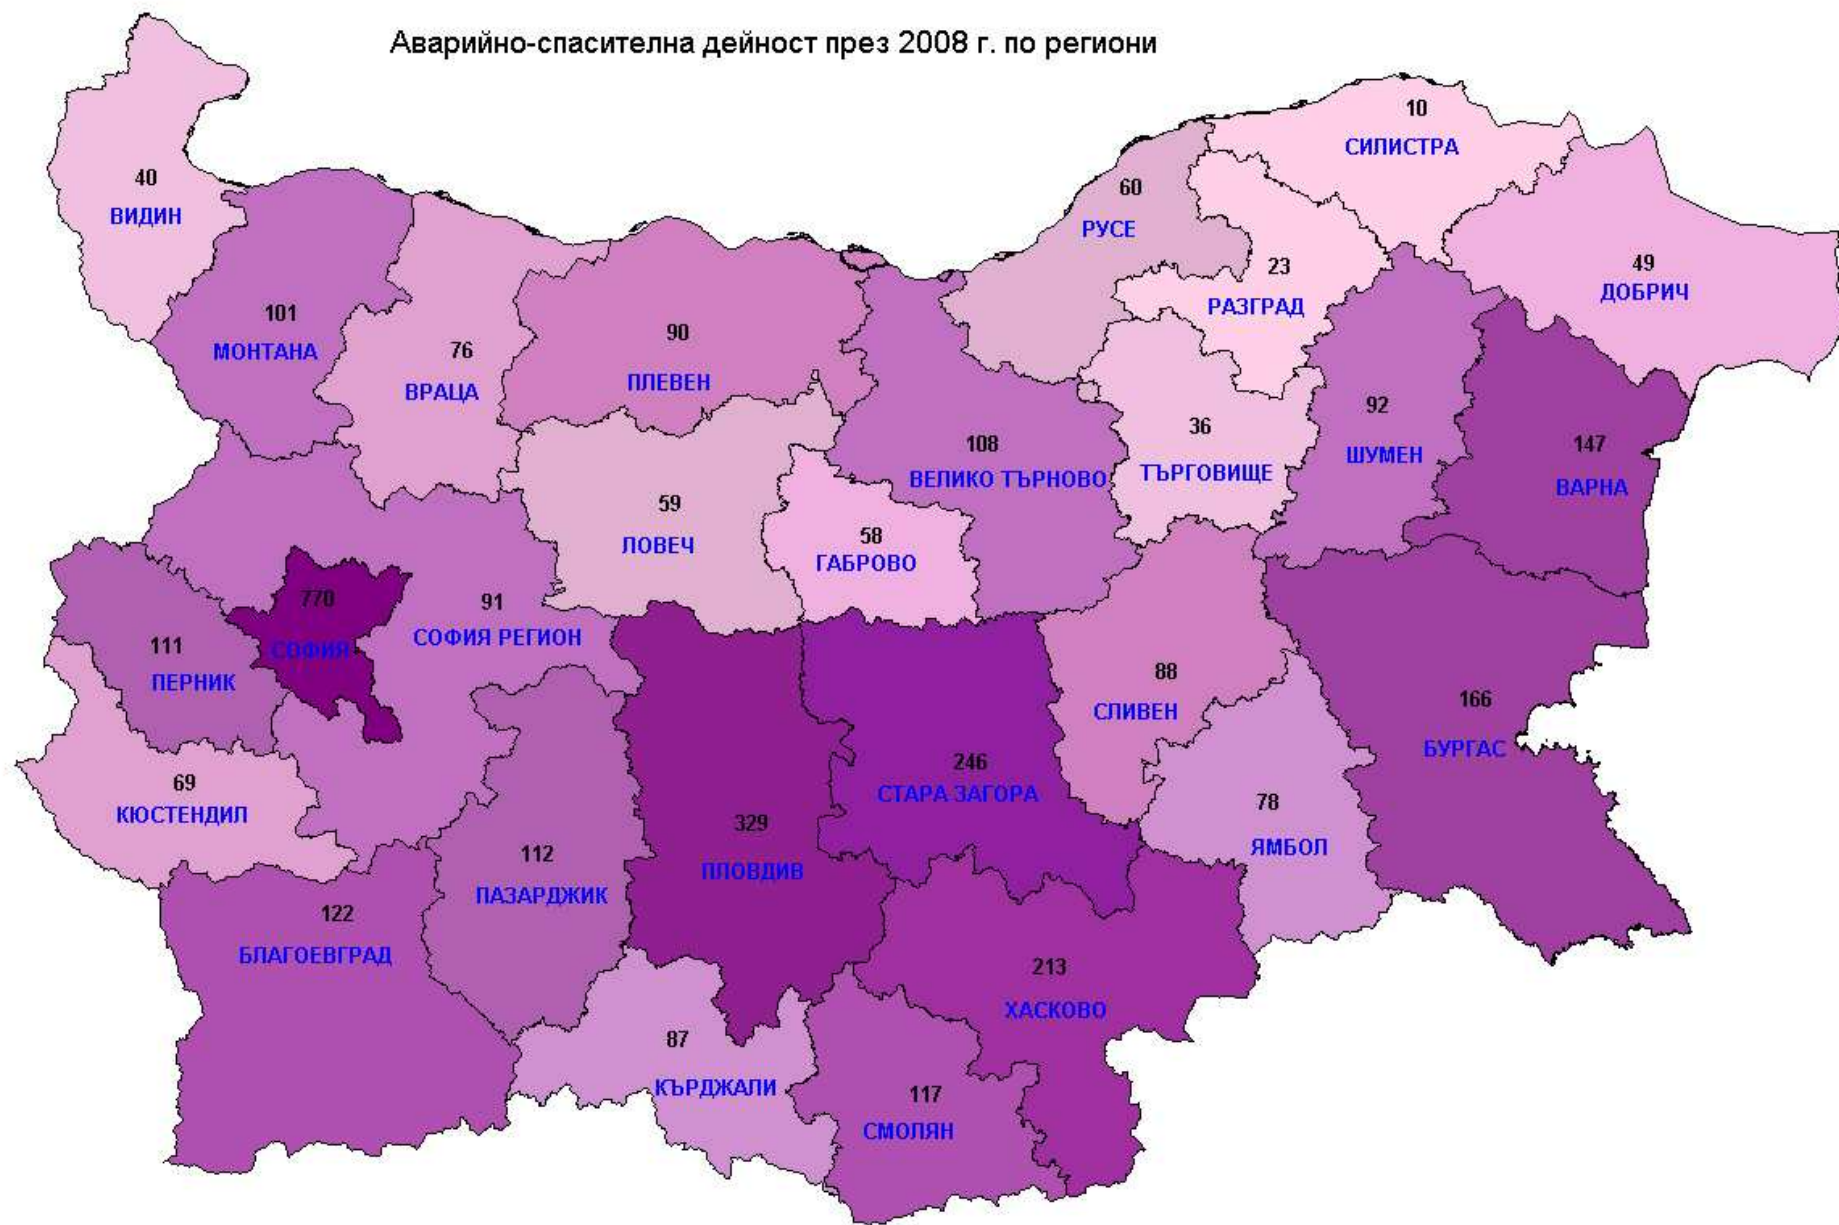 Аварийно-спасителна дейност през 2008 г. по региони
10
СИЛИСТРА
40
ВИДИН
60
РУСЕ
23
РАЗГРАД
49
ДОБРИЧ
101
МОНТАНА
76
ВРАЦА
90
ПЛЕВЕН
108
ВЕЛИКО ТЪРНОВО
36
ТЪРГОВИЩЕ
92
ШУМЕН
147
ВАРНА
59
ЛОВЕЧ
58
ГАБРОВО
770
СОФИЯ
91
СОФИЯ РЕГИОН
111
ПЕРНИК
88
СЛИВЕН
166
БУРГАС
69
КЮСТЕНДИЛ
246
СТАРА ЗАГОРА
78
ЯМБОЛ
329
ПЛОВДИВ
112
ПАЗАРДЖИК
122
БЛАГОЕВГРАД
213
ХАСКОВО
87
КЪРДЖАЛИ
117
СМОЛЯН